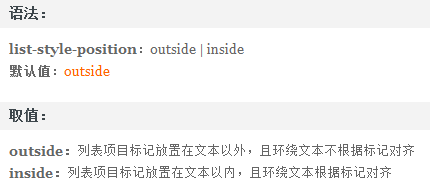 语法：
list-style-position：outside | inside
默认值：outside
取值：
outside：列表项目标记放置在文本以外，且环绕文本不根据标记对齐
inside：列表项目标记放置在文本以内，且环绕文本根据标记对齐